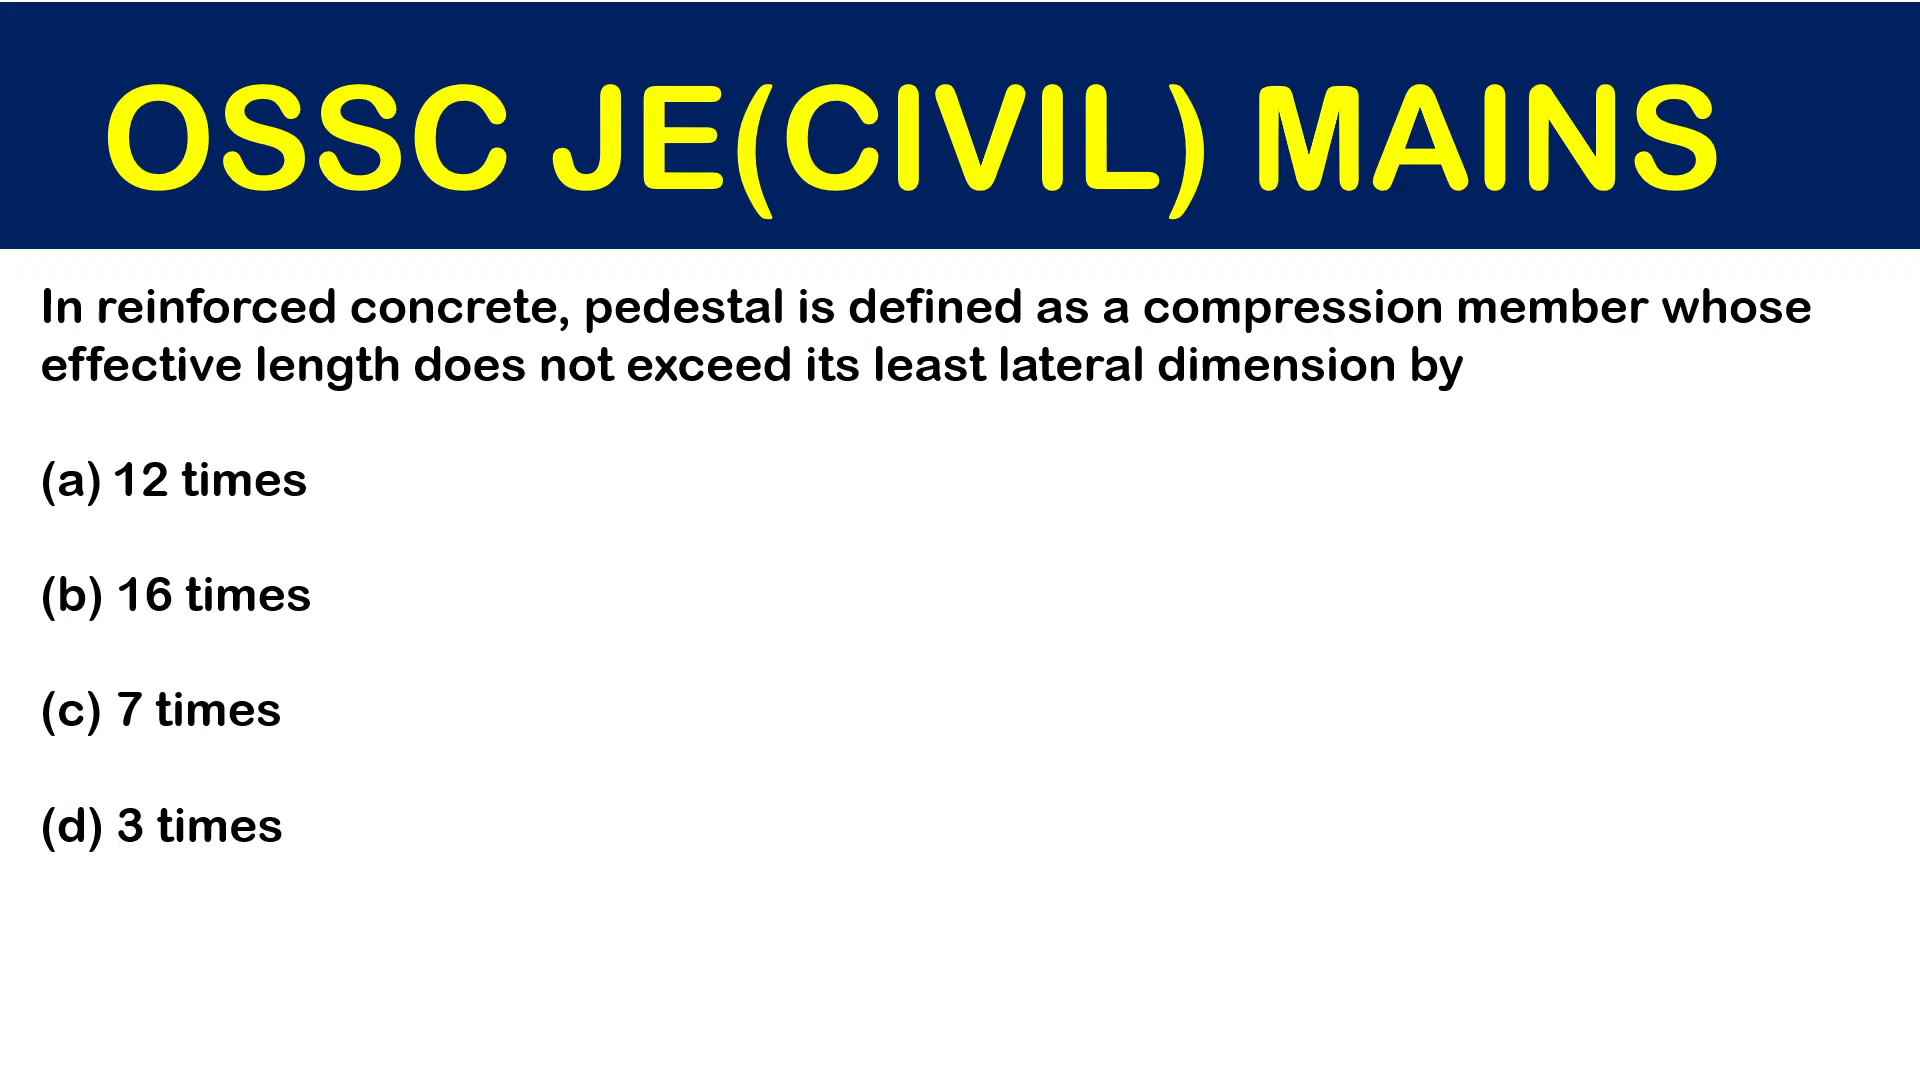 OSSC JE(CIVIL) MAINS
In reinforced concrete, pedestal is defined as a compression member whose
effective length does not exceed its least lateral dimension by
(a) 12 times
(b) 16 times
(c) 7 times
(d) 3 times